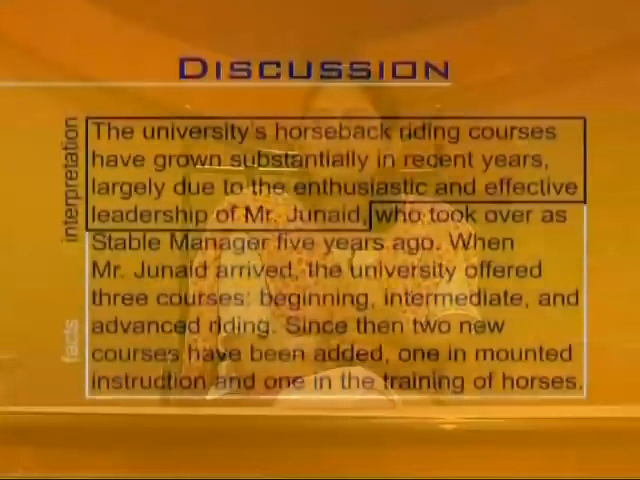 DISCUSSION
interpretation
The university's horseback riding courses
have grown substantially in recent years,
largely due to the enthusiastic and effective
leadership of Mr. Junaid, who took over as
Stable Manager five years ago. When
Mr. Junaid arrived, the university offered
three courses: beginning, intermediate, and
advanced riding. Since then two new
courses have been added, one in mounted
instruction and one in the training of horses.
facts